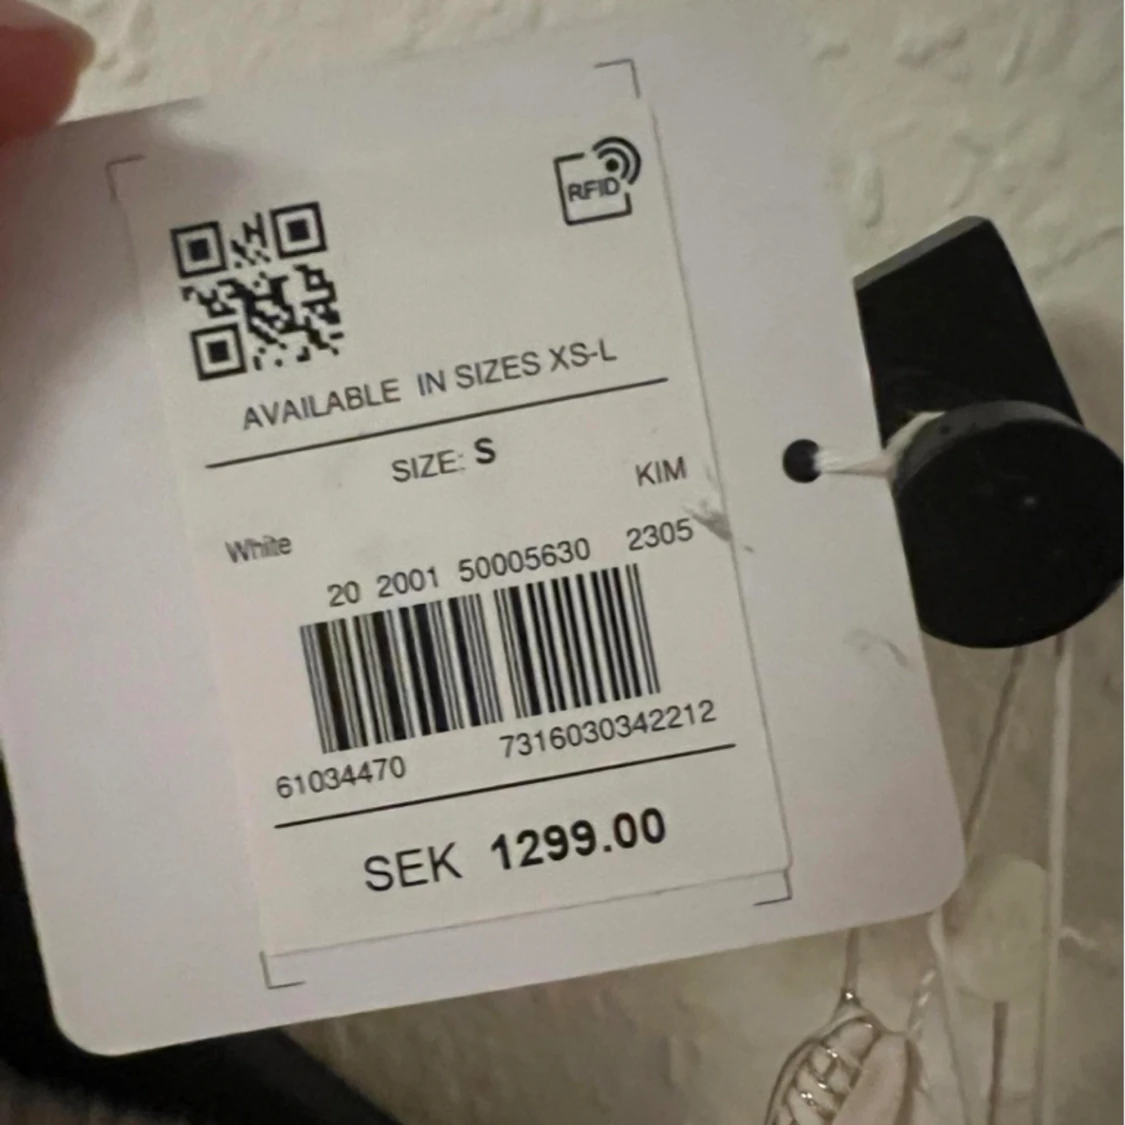 RFID
AVAILABLE IN SIZES XS-L
SIZE: S
KIM
White
20 2001 50005630 2305
61034470 7316030342212
SEK 1299.00